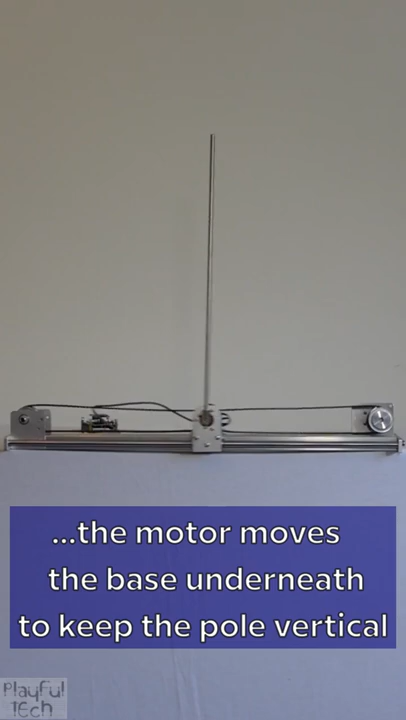 ...the motor moves
the base underneath
to keep the pole vertical
Playful
Tech